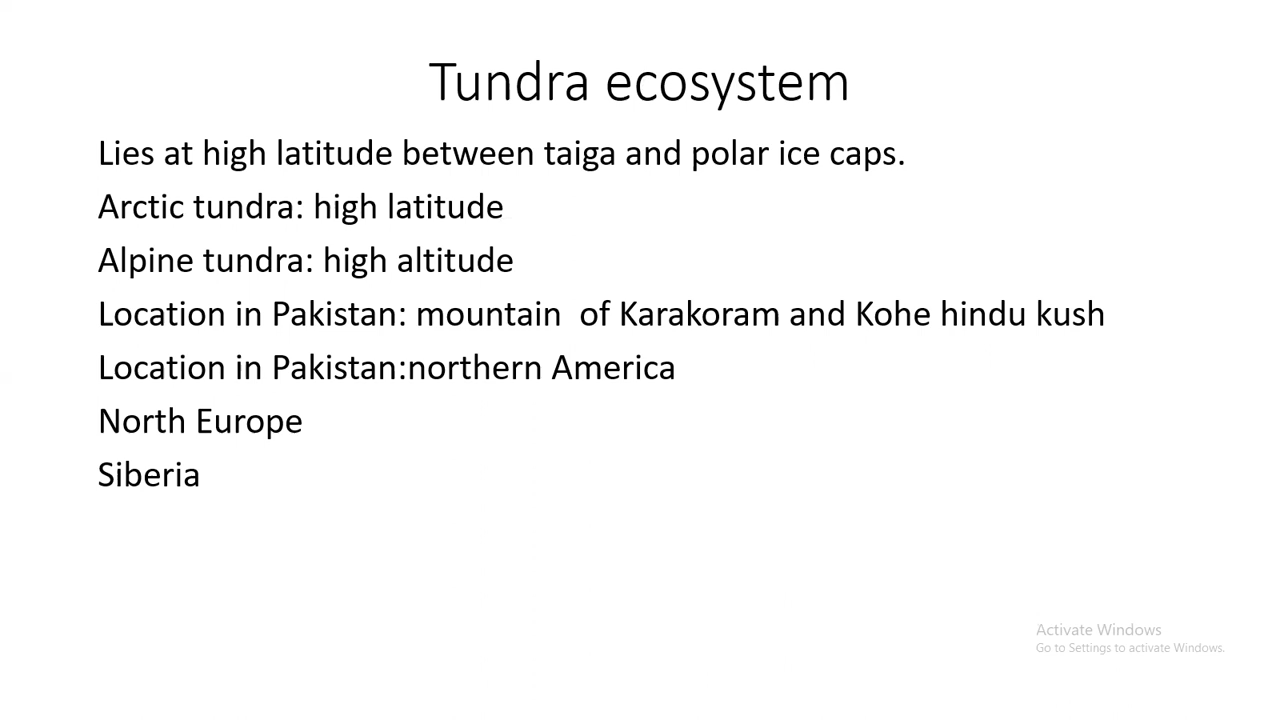 Tundra ecosystem
Lies at high latitude between taiga and polar ice caps.
Arctic tundra: high latitude
Alpine tundra: high altitude
Location in Pakistan: mountain  of Karakoram and Kohe hindu kush
Location in Pakistan:northern America
North Europe
Siberia
Activate Windows
Go to Settings to activate Windows.